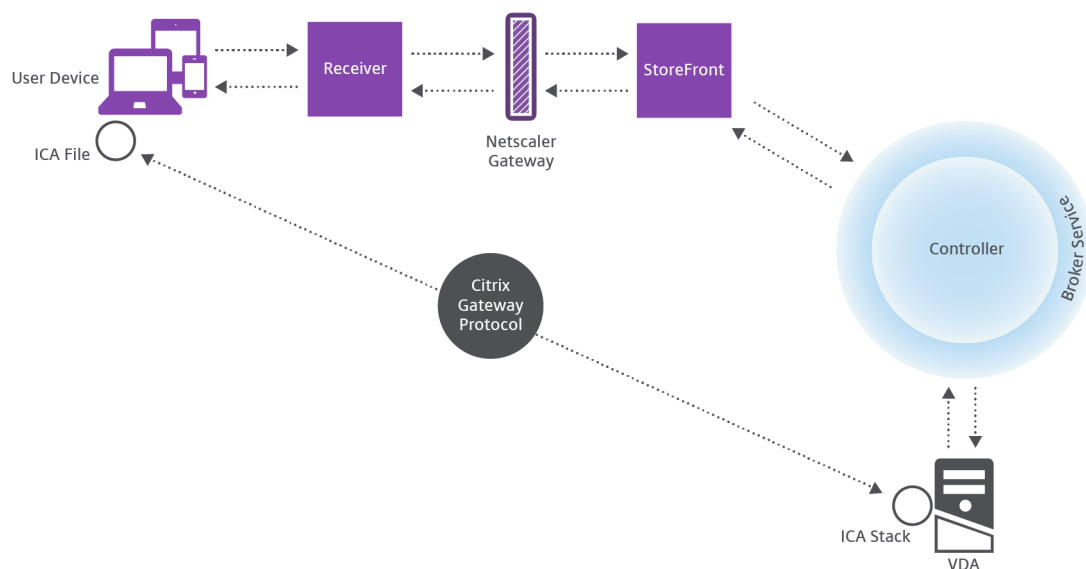 User Device
Receiver
StoreFront
Netscaler
Gateway
ICA File
Broker Service
Controller
Citrix
Gateway
Protocol
ICA Stack
VDA